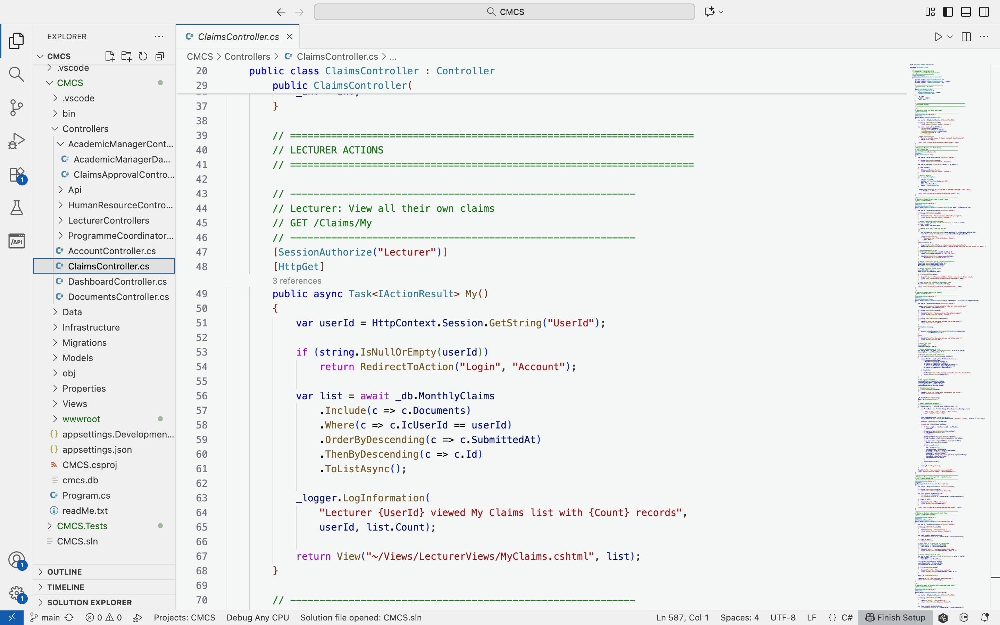 CMCS
EXPLORER
CMCS
.vscode
CMCS
.vscode
bin
Controllers
AcademicManagerCont...
AcademicManagerDa...
ClaimsApprovalContro...
Api
HumanResourceContro...
LecturerControllers
ProgrammeCoordinator...
AccountController.cs
ClaimsController.cs
DashboardController.cs
DocumentsController.cs
Data
Infrastructure
Migrations
Models
obj
Properties
Views
wwwroot
appsettings.Developmen...
appsettings.json
CMCS.csproj
cmcs.db
Program.cs
readMe.txt
CMCS.Tests
CMCS.sln
OUTLINE
TIMELINE
SOLUTION EXPLORER
1
/API
1
1
ClaimsController.cs
CMCS > Controllers > ClaimsController.cs > ...
20 public class ClaimsController : Controller
29 public ClaimsController(
37 }
38
39 // =====================================================================
40 // LECTURER ACTIONS
41 // =====================================================================
42
43 // -----------------------------------------------------------
44 // Lecturer: View all their own claims
45 // GET /Claims/My
46 // -----------------------------------------------------------
47 [SessionAuthorize("Lecturer")]
48 [HttpGet]
3 references
49 public async Task<IActionResult> My()
50 {
51 var userId = HttpContext.Session.GetString("UserId");
52
53 if (string.IsNullOrEmpty(userId))
54 return RedirectToAction("Login", "Account");
55
56 var list = await _db.MonthlyClaims
57 .Include(c => c.Documents)
58 .Where(c => c.IcUserId == userId)
59 .OrderByDescending(c => c.SubmittedAt)
60 .ThenByDescending(c => c.Id)
61 .ToListAsync();
62
63 _logger.LogInformation(
64 "Lecturer {UserId} viewed My Claims list with {Count} records",
65 userId, list.Count);
66
67 return View("~/Views/LecturerViews/MyClaims.cshtml", list);
68 }
69
70 // -----------------------------------------------------------
main 0 0 Projects: CMCS Debug Any CPU Solution file opened: CMCS.sln Ln 587, Col 1 Spaces: 4 UTF-8 LF {} C# Finish Setup